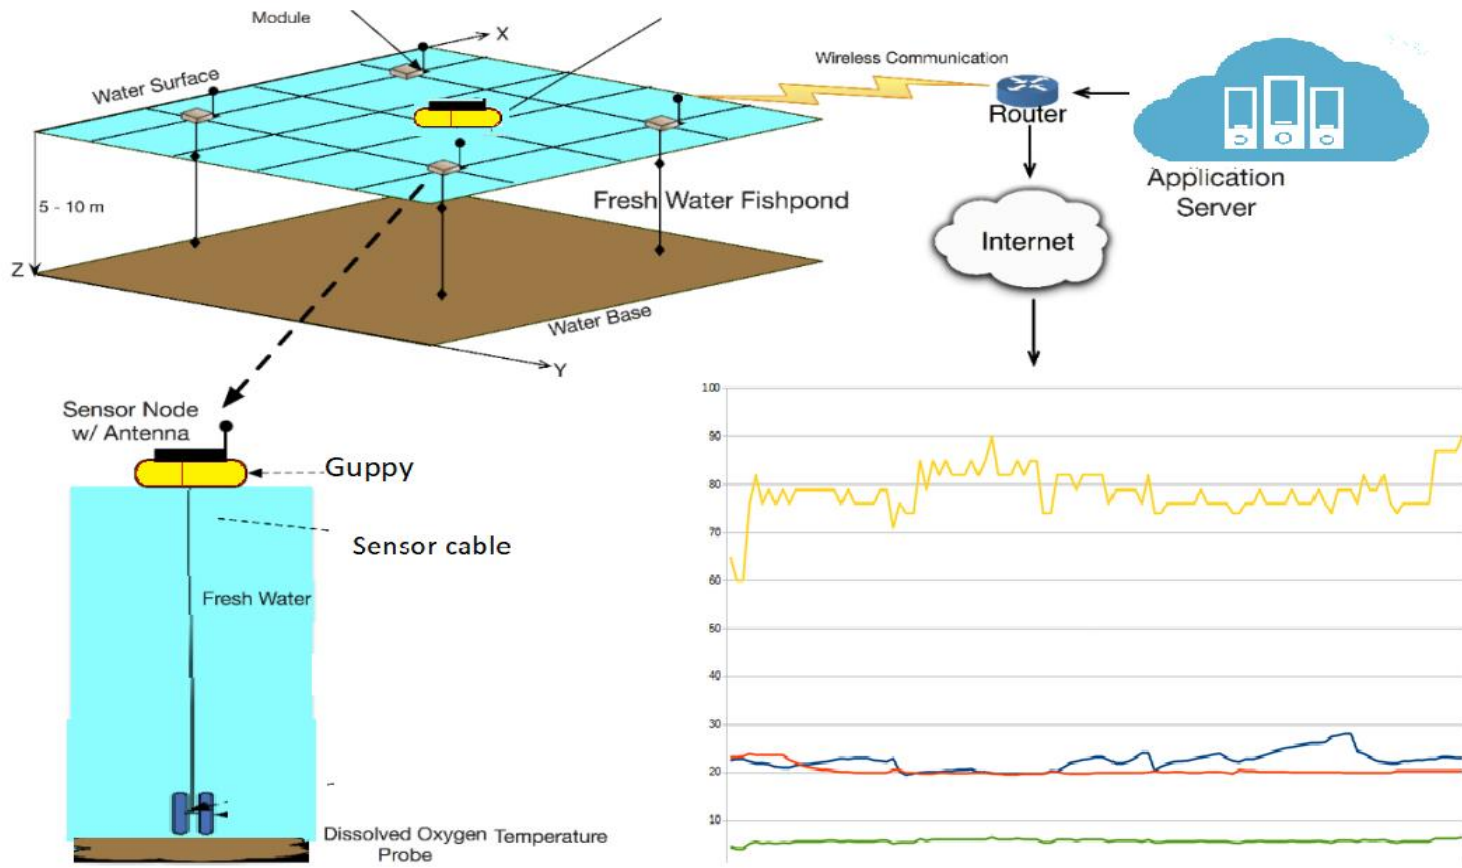 Module
X
Water Surface
Wireless Communication
Router
Application
Server
5 - 10 m
Fresh Water Fishpond
Internet
Z
Water Base
Y
Sensor Node
w/ Antenna
Guppy
Sensor cable
Fresh Water
Dissolved Oxygen Temperature
Probe
100
90
80
70
60
50
40
30
20
10